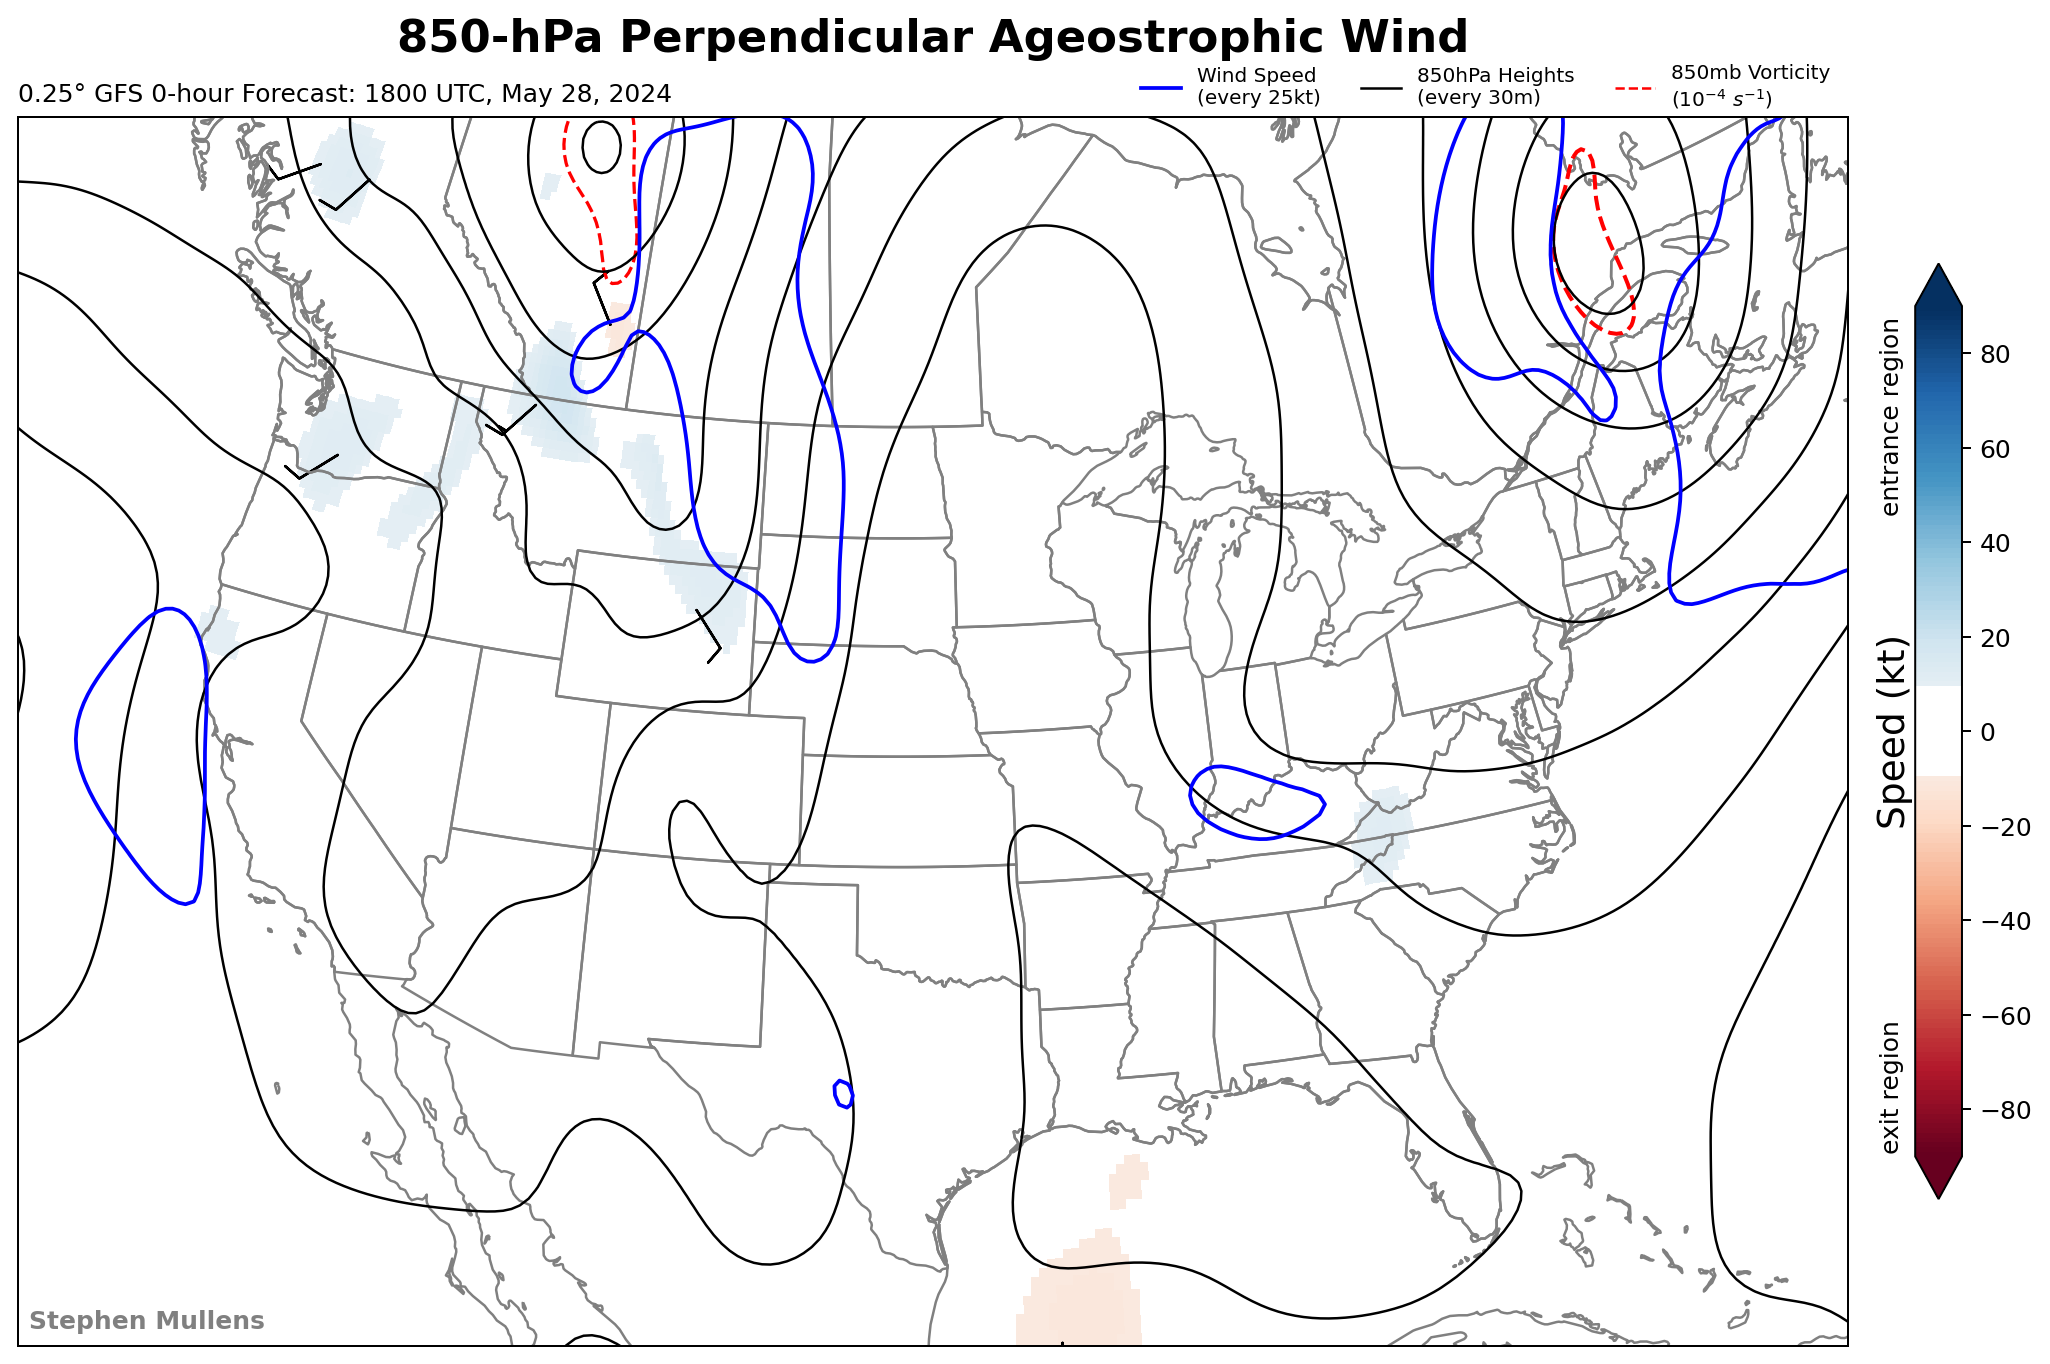 850-hPa Perpendicular Ageostrophic Wind
0.25° GFS 0-hour Forecast: 1800 UTC, May 28, 2024
Wind Speed
(every 25kt)
850hPa Heights
(every 30m)
850mb Vorticity
(10⁻⁴ s⁻¹)
entrance region
Speed (kt)
exit region
80
60
40
20
0
−20
−40
−60
−80
Stephen Mullens